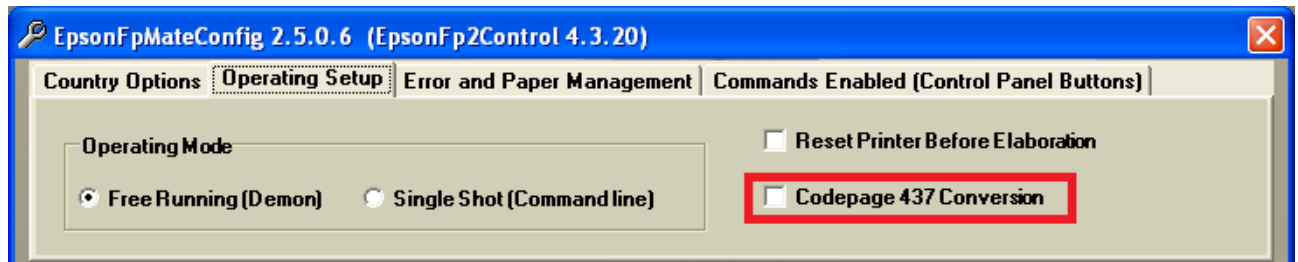 EpsonFpMateConfig 2.5.0.6 (EpsonFp2Control 4.3.20)
Country Options Operating Setup Error and Paper Management Commands Enabled (Control Panel Buttons)
Operating Mode
Reset Printer Before Elaboration
Free Running (Demon) Single Shot (Command line)
Codepage 437 Conversion